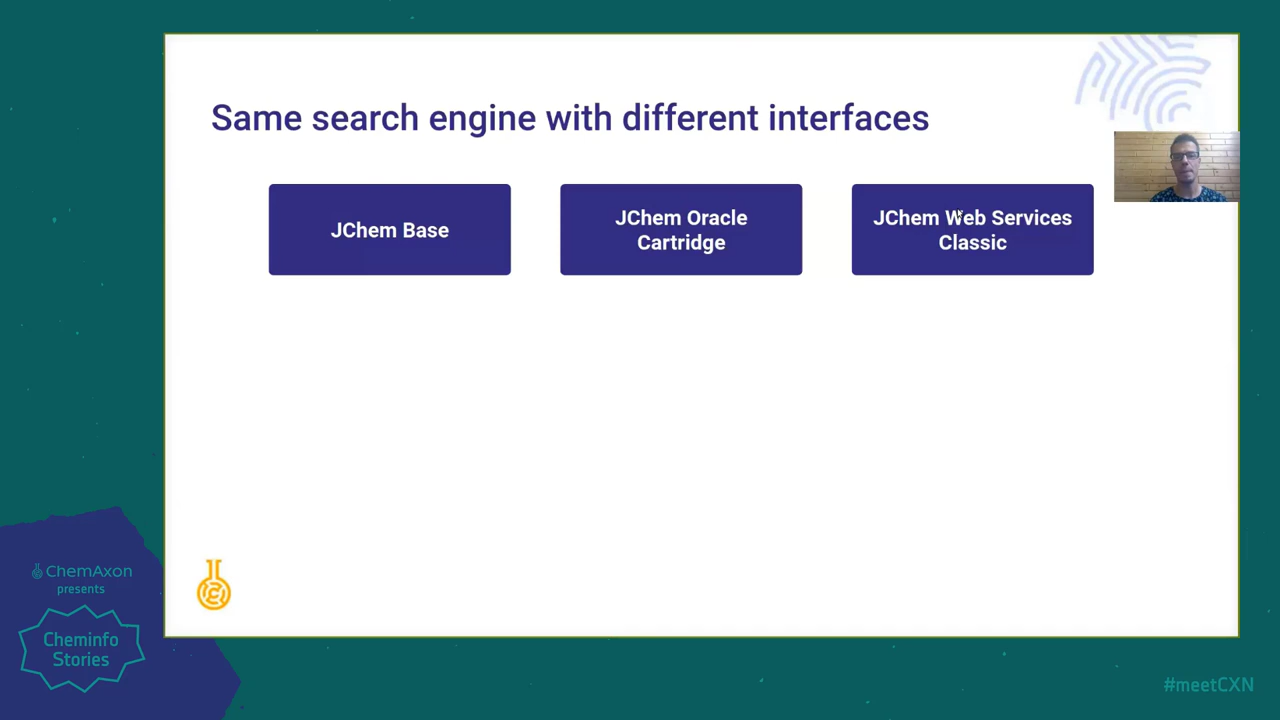 Same search engine with different interfaces
JChem Base
JChem Oracle
Cartridge
JChem Web Services
Classic
ChemAxon
presents
Cheminfo
Stories
#meetCXN